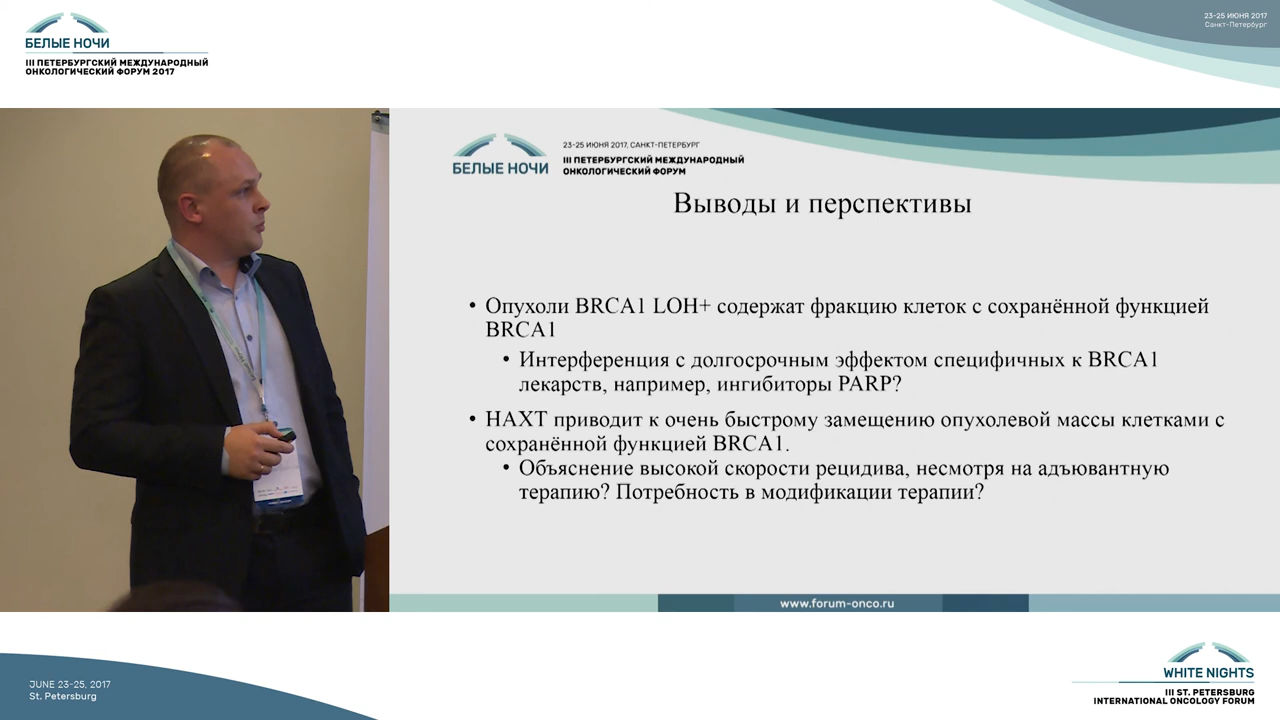 БЕЛЫЕ НОЧИ
III ПЕТЕРБУРГСКИЙ МЕЖДУНАРОДНЫЙ
ОНКОЛОГИЧЕСКИЙ ФОРУМ 2017
23-25 ИЮНЯ 2017
Санкт-Петербург
БЕЛЫЕ НОЧИ
23-25 ИЮНЯ 2017, САНКТ-ПЕТЕРБУРГ
III ПЕТЕРБУРГСКИЙ МЕЖДУНАРОДНЫЙ
ОНКОЛОГИЧЕСКИЙ ФОРУМ
Выводы и перспективы
• Опухоли BRCA1 LOH+ содержат фракцию клеток с сохранённой функцией
BRCA1
• Интерференция с долгосрочным эффектом специфичных к BRCA1
лекарств, например, ингибиторы PARP?
• НАХТ приводит к очень быстрому замещению опухолевой массы клетками с
сохранённой функцией BRCA1.
• Объяснение высокой скорости рецидива, несмотря на адъювантную
терапию? Потребность в модификации терапии?
www.forum-onco.ru
JUNE 23-25, 2017
St. Petersburg
WHITE NIGHTS
III ST. PETERSBURG
INTERNATIONAL ONCOLOGY FORUM